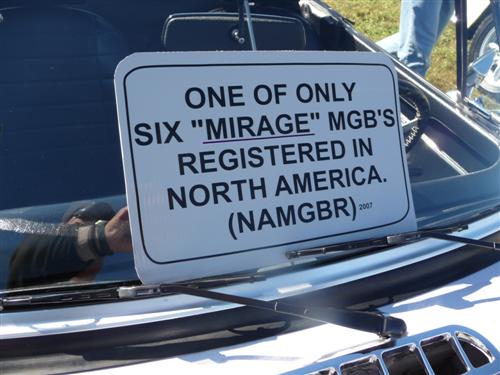 ONE OF ONLY
SIX "MIRAGE" MGB'S
REGISTERED IN
NORTH AMERICA.
(NAMGBR) 2007